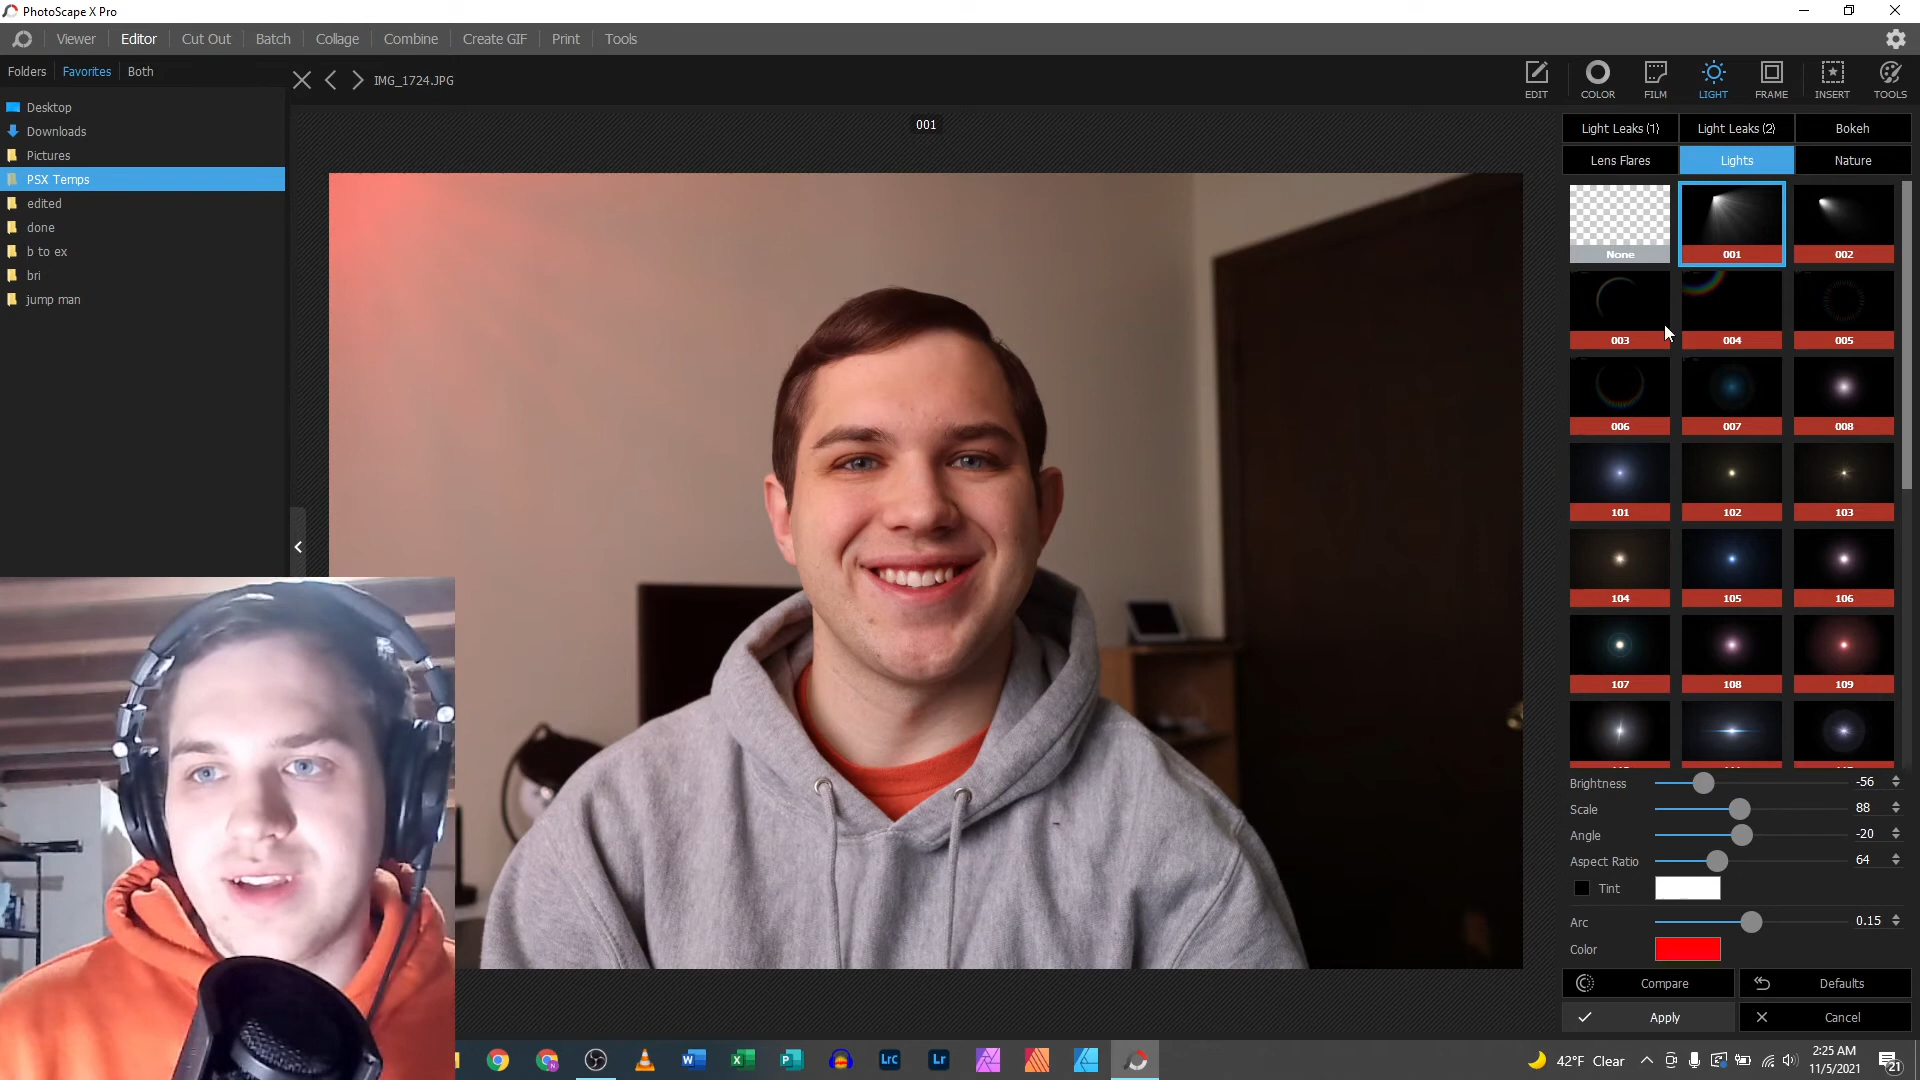 PhotoScape X Pro
Viewer Editor Cut Out Batch Collage Combine Create GIF Print Tools
Folders Favorites Both
IMG_1724.JPG
EDIT COLOR FILM LIGHT FRAME INSERT TOOLS
Desktop
Downloads
Pictures
PSX Temps
edited
done
b to ex
bri
jump man
001
Light Leaks (1) Light Leaks (2) Bokeh
Lens Flares Lights Nature
None 001 002
003 004 005
006 007 008
101 102 103
104 105 106
107 108 109
Brightness -56
Scale 88
Angle -20
Aspect Ratio 64
Tint
Arc 0.15
Color
Compare Defaults
Apply Cancel
LrC Lr
42°F Clear
2:25 AM
11/5/2021
21